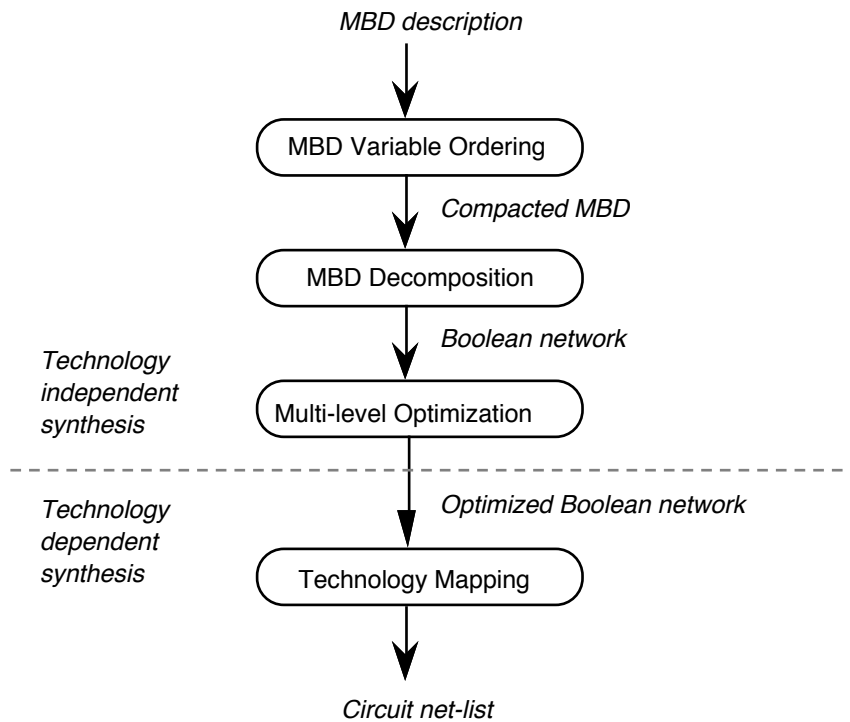 MBD description
MBD Variable Ordering
Compacted MBD
MBD Decomposition
Boolean network
Technology
independent
synthesis
Multi-level Optimization
Technology
dependent
synthesis
Optimized Boolean network
Technology Mapping
Circuit net-list